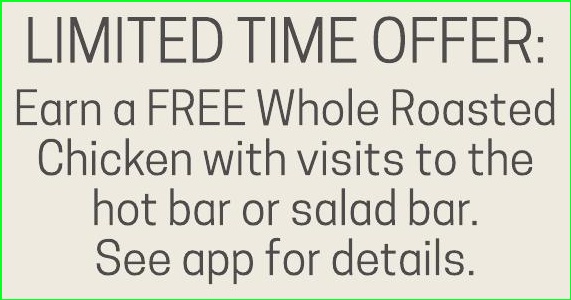 LIMITED TIME OFFER:
Earn a FREE Whole Roasted
Chicken with visits to the
hot bar or salad bar.
See app for details.